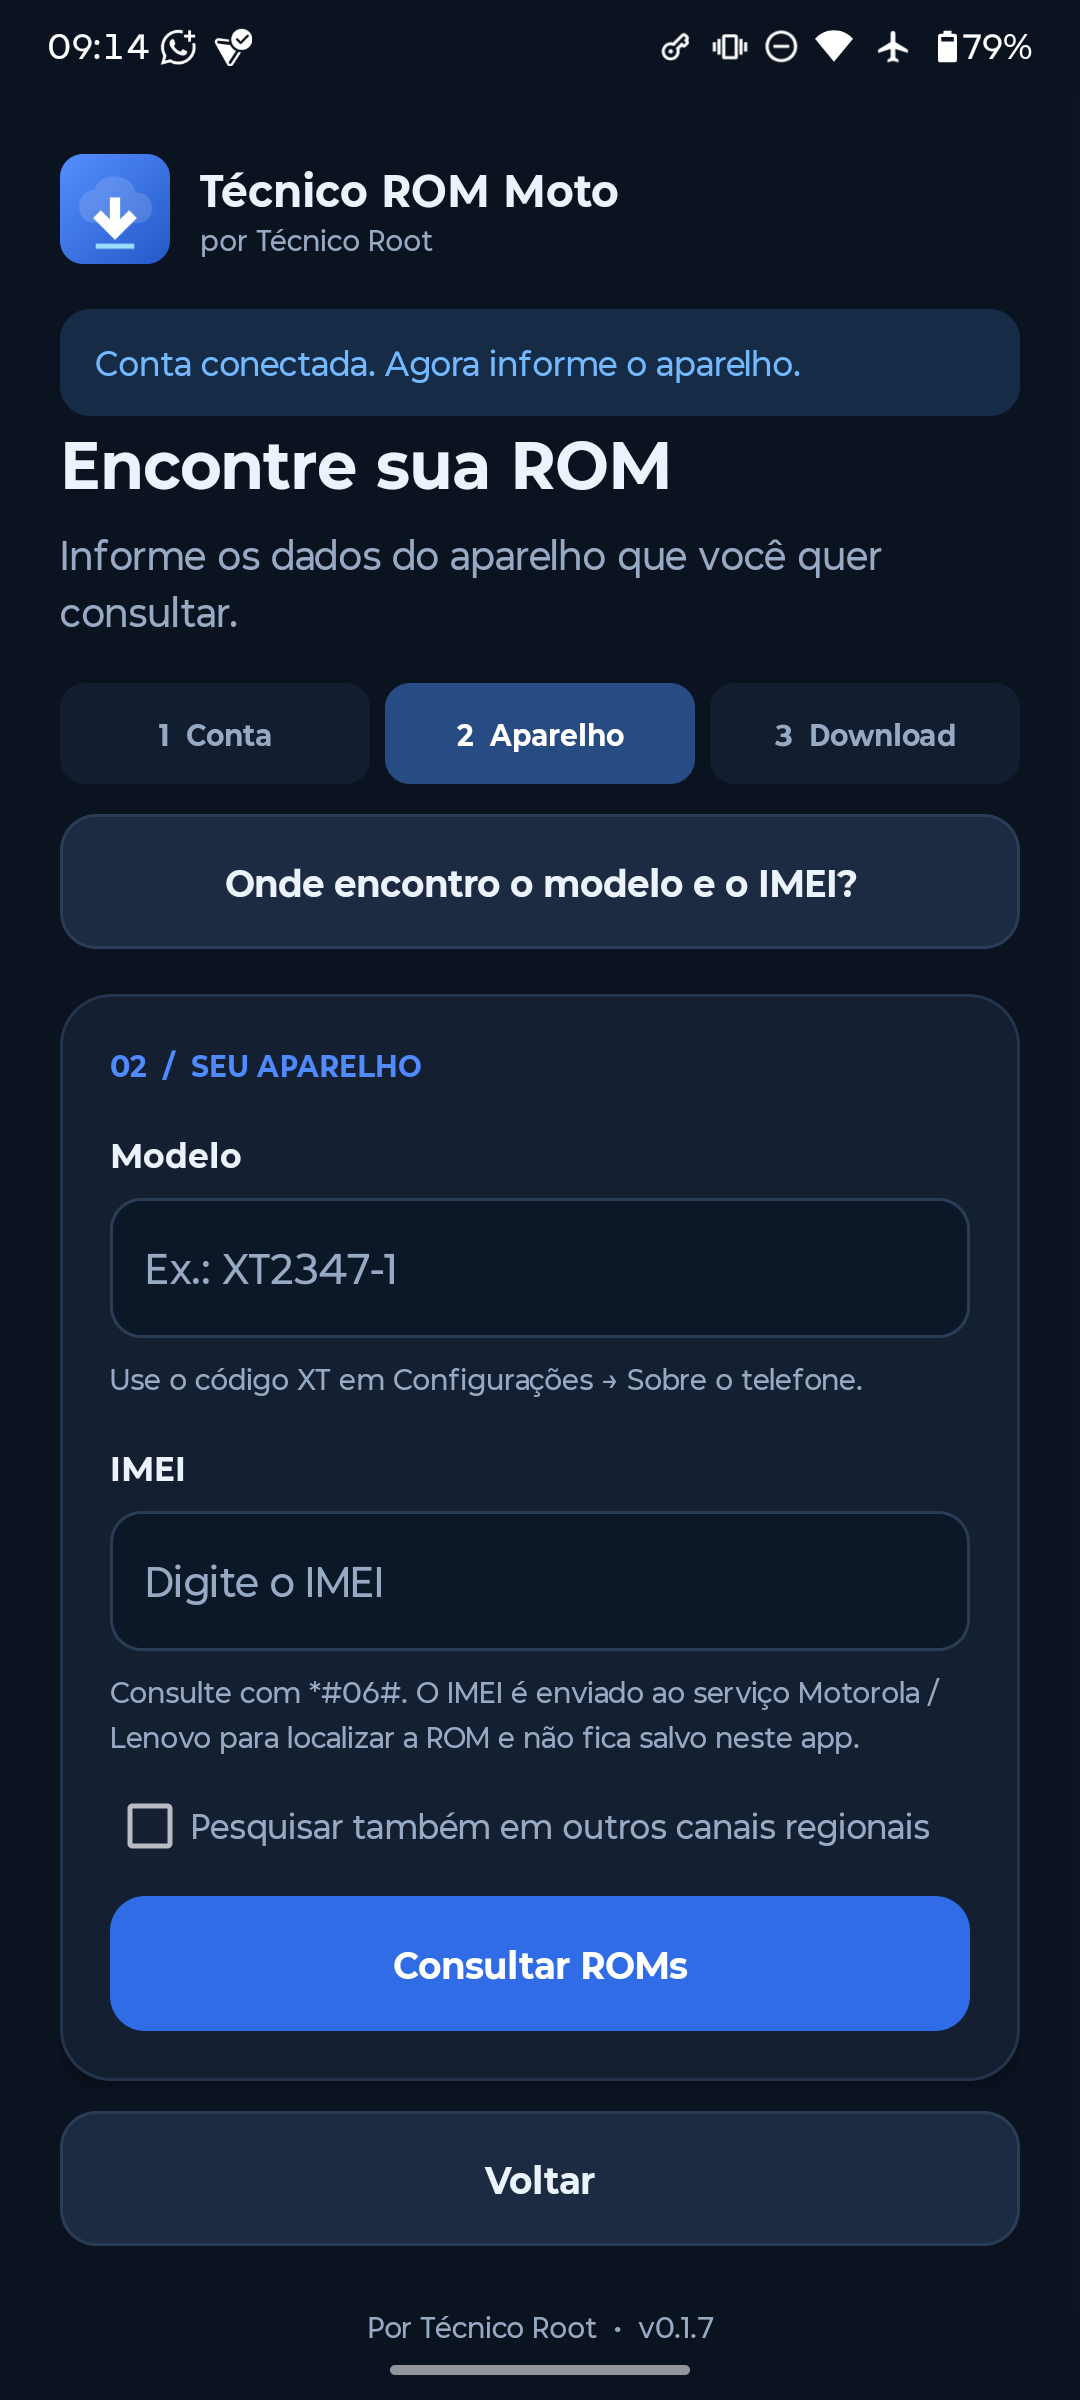 09:14
79%
Técnico ROM Moto
por Técnico Root
Conta conectada. Agora informe o aparelho.
Encontre sua ROM
Informe os dados do aparelho que você quer
consultar.
1 Conta
2 Aparelho
3 Download
Onde encontro o modelo e o IMEI?
02 / SEU APARELHO
Modelo
Ex.: XT2347-1
Use o código XT em Configurações → Sobre o telefone.
IMEI
Digite o IMEI
Consulte com *#06#. O IMEI é enviado ao serviço Motorola /
Lenovo para localizar a ROM e não fica salvo neste app.
Pesquisar também em outros canais regionais
Consultar ROMs
Voltar
Por Técnico Root • v0.1.7